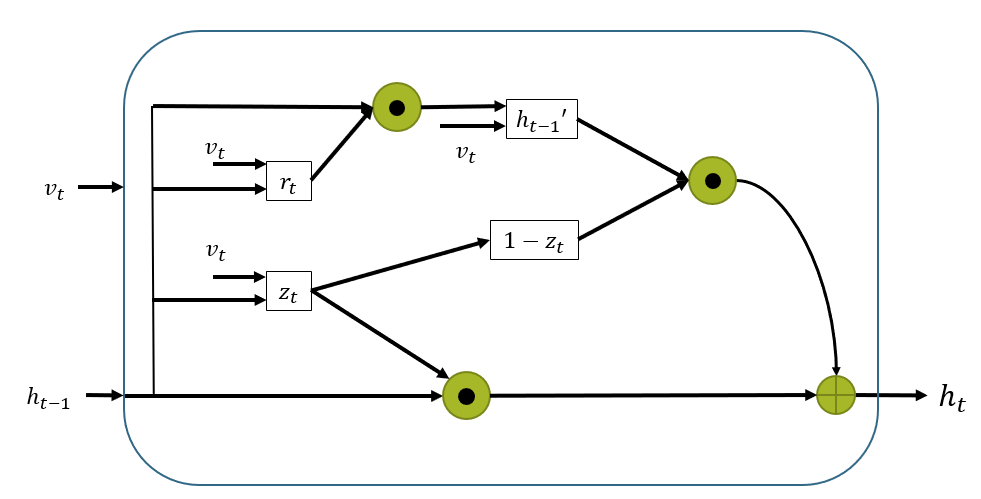 v_t
h_{t-1}
v_t
r_t
v_t
z_t
h_{t-1}'
v_t
1 − z_t
h_t